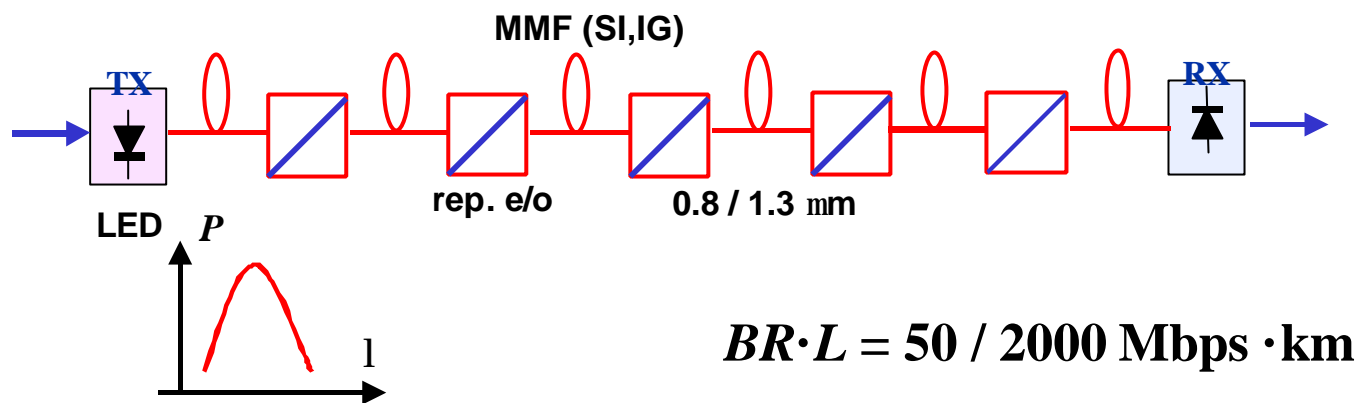 MMF (SI,IG)
TX
RX
rep. e/o
0.8 / 1.3 mm
LED
P
l
BR·L = 50 / 2000 Mbps ·km